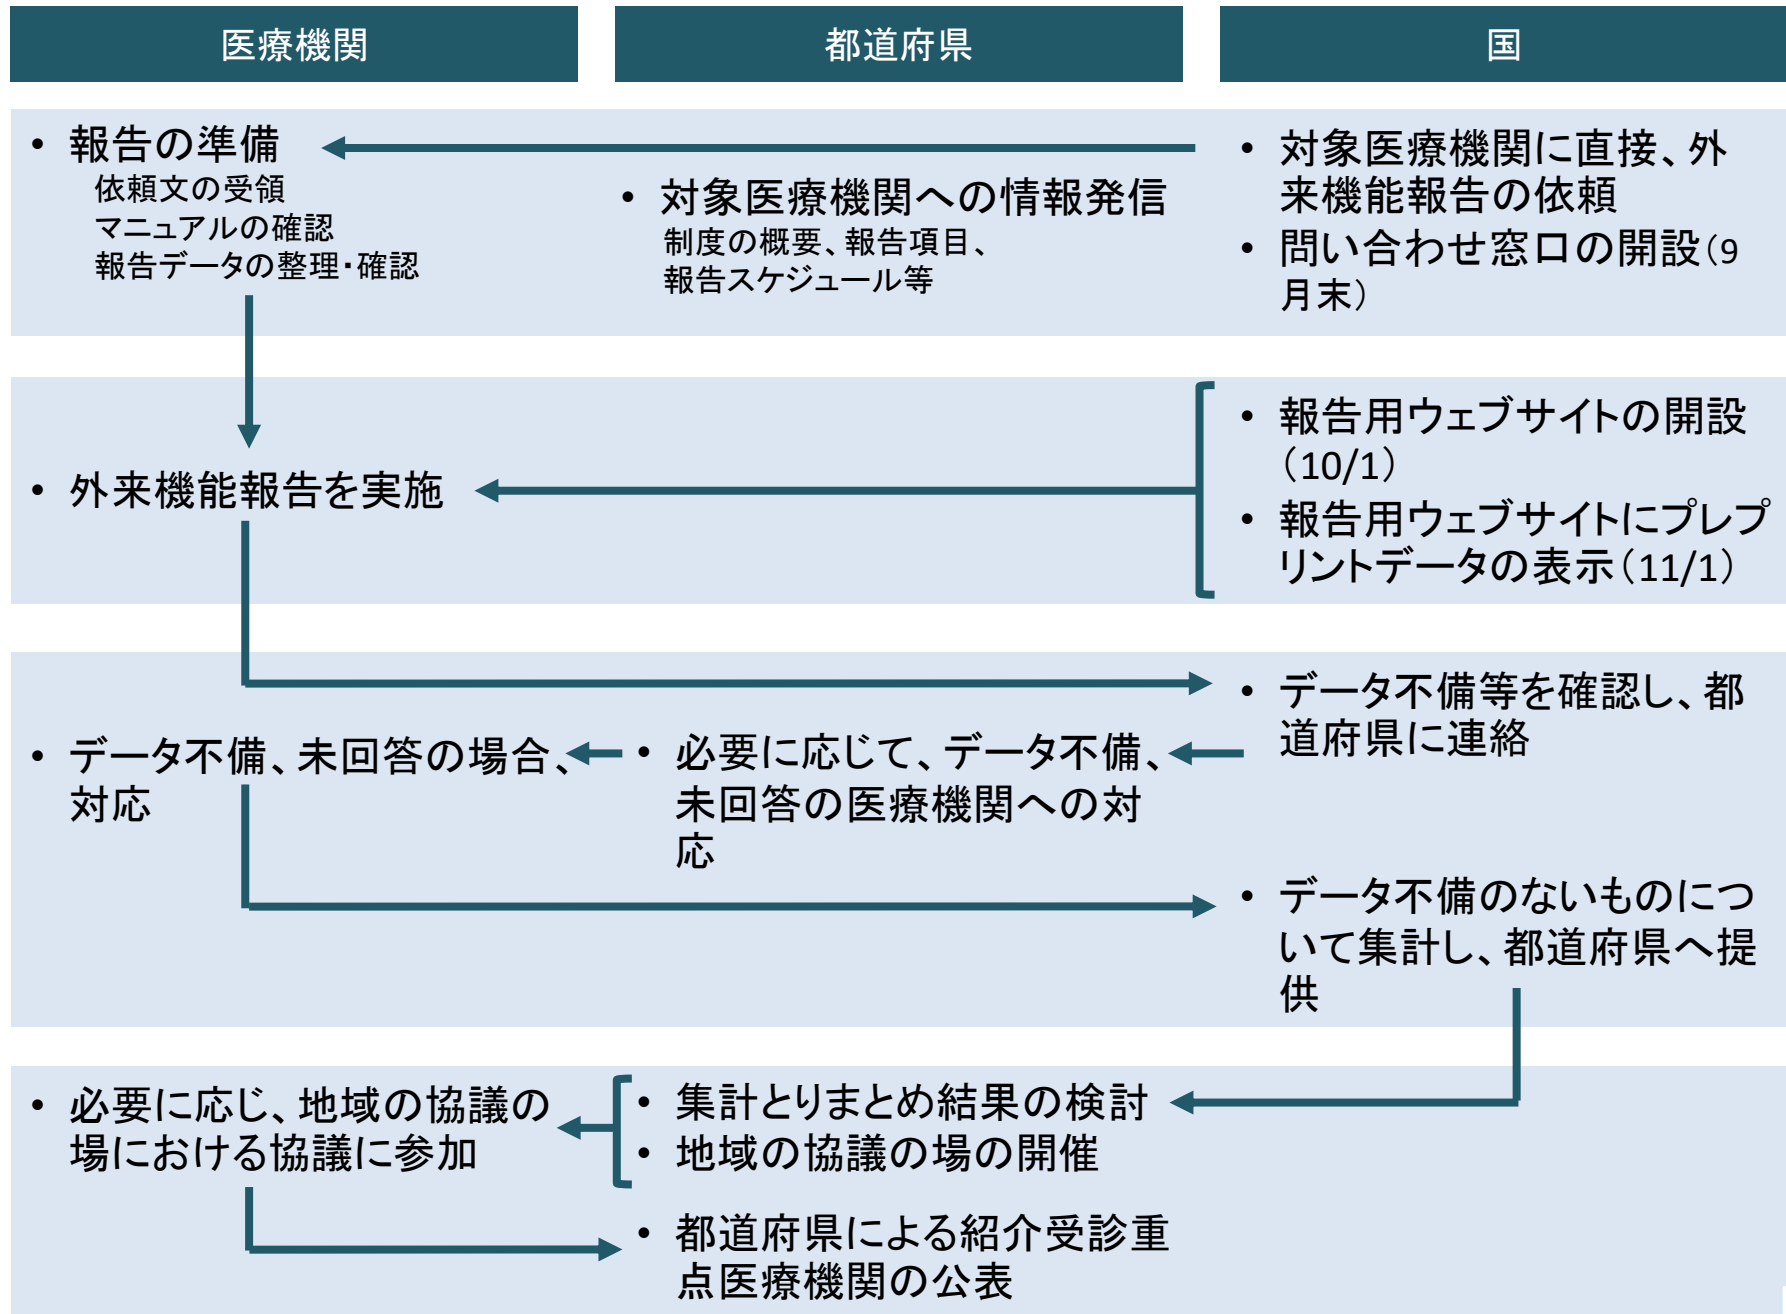 医療機関
都道府県
国
• 報告の準備
依頼文の受領
マニュアルの確認
報告データの整理・確認
• 対象医療機関への情報発信
制度の概要、報告項目、
報告スケジュール等
• 対象医療機関に直接、外
来機能報告の依頼
• 問い合わせ窓口の開設(9
月末)
• 外来機能報告を実施
• 報告用ウェブサイトの開設
(10/1)
• 報告用ウェブサイトにプレプ
リントデータの表示(11/1)
• データ不備等を確認し、都
道府県に連絡
• 必要に応じて、データ不備、
未回答の医療機関への対
応
• データ不備、未回答の場合、
対応
• データ不備のないものにつ
いて集計し、都道府県へ提
供
• 集計とりまとめ結果の検討
• 地域の協議の場の開催
• 必要に応じ、地域の協議の
場における協議に参加
• 都道府県による紹介受診重
点医療機関の公表